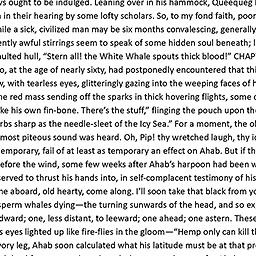 ys ought to be indulged. Leaning over in his hammock, Queequeg
in their hearing by some lofty scholars. So, to my fond faith, poor
hile a sick, civilized man may be six months convalescing, generally
ently awful stirrings seem to speak of some hidden soul beneath; l
aulted hull, “Stern all! the White Whale spouts thick blood!” CHAP
o, at the age of nearly sixty, had postponedly encountered that thi
w, with tearless eyes, glitteringly gazing into the weeping faces of h
he red mass sending off the sparks in thick hovering flights, some o
ke his own fin-bone. There’s the stuff,” flinging the pouch upon the
rbs sharp as the needle-sleet of the Icy Sea.” For a moment, the ol
most piteous sound was heard. Oh, Pip! thy wretched laugh, thy id
emporary, fail of at least as temporary an effect on Ahab. But if th
efore the wind, some few weeks after Ahab’s harpoon had been w
served to thrust his hands into, in self-complacent testimony of his
ne aboard, old hearty, come along. I’ll soon take that black from yo
sperm whales dying—the turning sunwards of the head, and so ex
dward; one, less distant, to leeward; one ahead; one astern. These
s eyes lighted up like fire-flies in the gloom—“Hemp only can kill th
vory leg, Ahab soon calculated what his latitude must be at that pr